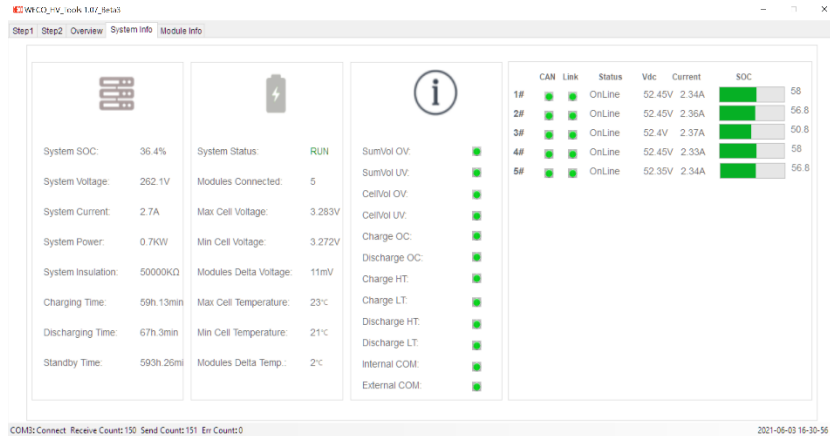 WECO_HV_Tools 1.07_Beta3
Step1 Step2 Overview System Info Module Info
System SOC: 36.4%
System Voltage: 262.1V
System Current: 2.7A
System Power: 0.7KW
System Insulation: 50000KΩ
Charging Time: 59h.13min
Discharging Time: 67h.3min
Standby Time: 593h.26mi
System Status: RUN
Modules Connected: 5
Max Cell Voltage: 3.283V
Min Cell Voltage: 3.272V
Modules Delta Voltage: 11mV
Max Cell Temperature: 23℃
Min Cell Temperature: 21℃
Modules Delta Temp.: 2℃
i
SumVol OV:
SumVol UV:
CellVol OV:
CellVol UV:
Charge OC:
Discharge OC:
Charge HT:
Charge LT:
Discharge HT:
Discharge LT:
Internal COM:
External COM:
CAN Link Status Vdc Current SOC
1# OnLine 52.45V 2.34A 58
2# OnLine 52.45V 2.36A 56.8
3# OnLine 52.4V 2.37A 50.8
4# OnLine 52.45V 2.33A 58
5# OnLine 52.35V 2.34A 56.8
COM3: Connect Receive Count: 150 Send Count: 151 Err Count: 0
2021-06-03 16-30-56